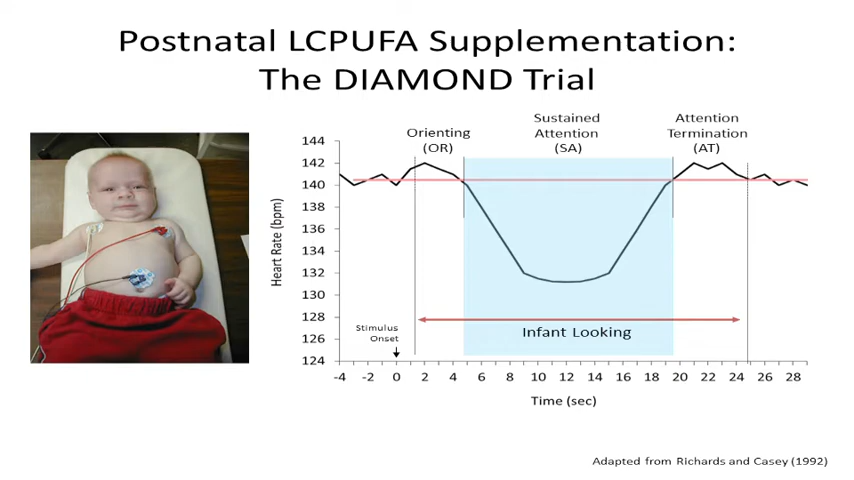 Postnatal LCPUFA Supplementation:
The DIAMOND Trial
Orienting
(OR)
Sustained
Attention
(SA)
Attention
Termination
(AT)
Heart Rate (bpm)
144
142
140
138
136
134
132
130
128
126
124
Infant Looking
Stimulus
Onset
-4 -2 0 2 4 6 8 10 12 14 16 18 20 22 24 26 28
Time (sec)
Adapted from Richards and Casey (1992)